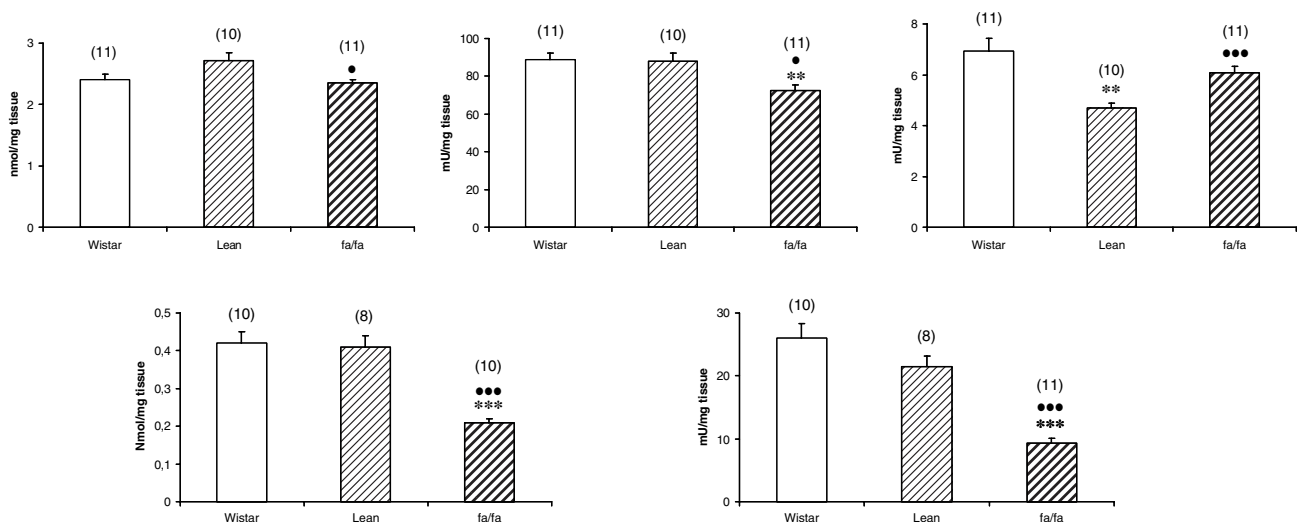 (11) (10) (11)
●
3
2
1
0
nmol/mg tissue
Wistar Lean fa/fa
(11) (10) (11)
●
**
100
80
60
40
20
0
mU/mg tissue
Wistar Lean fa/fa
(11) (10) (11)
●●●
**
8
6
4
2
0
mU/mg tissue
Wistar Lean fa/fa
(10) (8) (10)
●●●
***
0,5
0,4
0,3
0,2
0,1
0
Nmol/mg tissue
Wistar Lean fa/fa
(10) (8) (11)
●●●
***
30
20
10
0
mU/mg tissue
Wistar Lean fa/fa